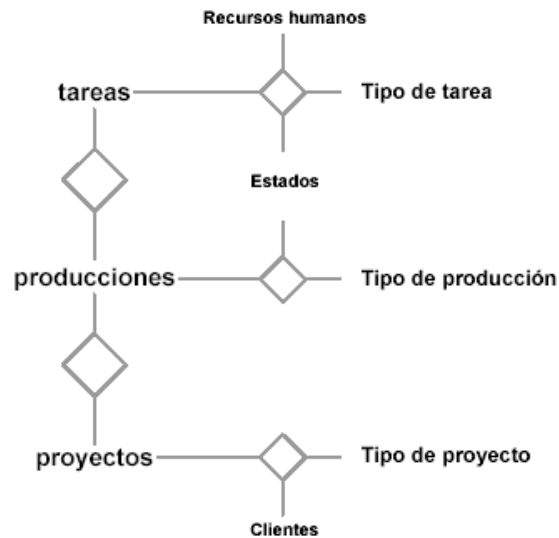 Recursos humanos
tareas
Tipo de tarea
Estados
producciones
Tipo de producción
proyectos
Tipo de proyecto
Clientes